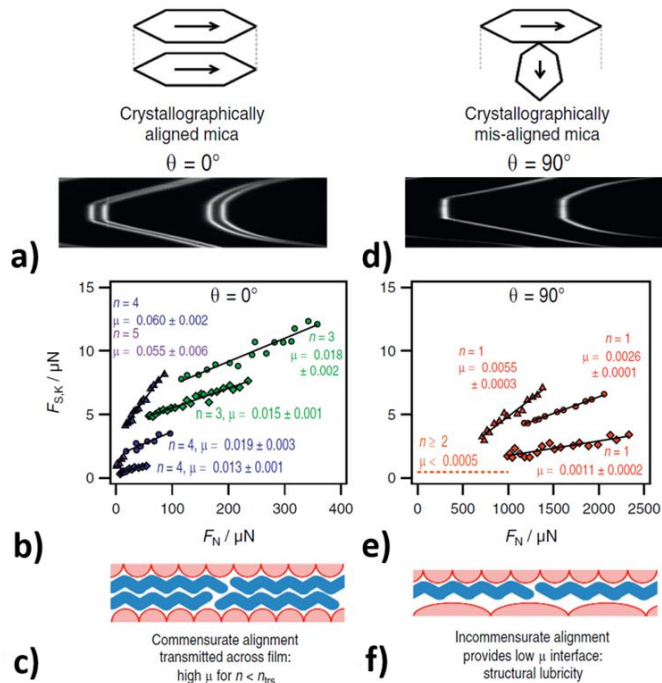 Crystallographically
aligned mica
θ = 0°
a)
Crystallographically
mis-aligned mica
θ = 90°
d)
15
10
5
0
F_S,K / μN
θ = 0°
n = 4
μ = 0.060 ± 0.002
n = 5
μ = 0.055 ± 0.006
n = 3
μ = 0.018
± 0.002
n = 3, μ = 0.015 ± 0.001
n = 4, μ = 0.019 ± 0.003
n = 4, μ = 0.013 ± 0.001
0 100 200 300 400
F_N / μN
b)
15
10
5
0
θ = 90°
n = 1
μ = 0.0055
± 0.0003
n = 1
μ = 0.0026
± 0.0001
n ≥ 2
μ < 0.0005
n = 1
μ = 0.0011 ± 0.0002
0 500 1000 1500 2000 2500
F_N / μN
e)
Commensurate alignment
transmitted across film:
high μ for n < n_trs
c)
Incommensurate alignment
provides low μ interface:
structural lubricity
f)